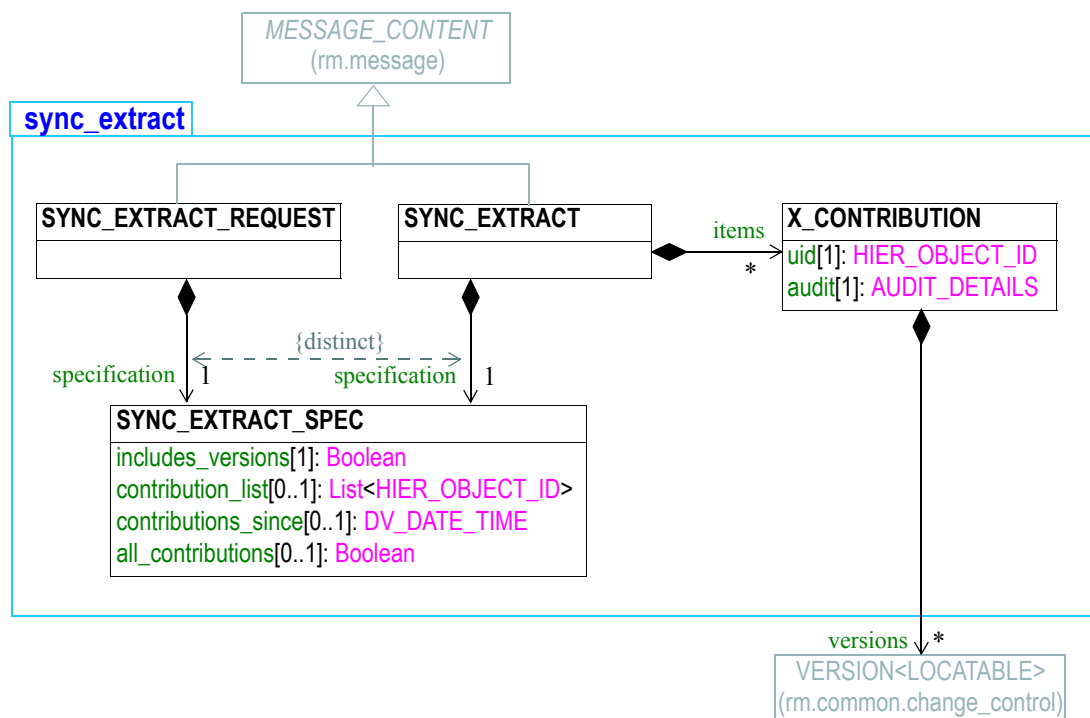 MESSAGE_CONTENT
(rm.message)
sync_extract
SYNC_EXTRACT_REQUEST
SYNC_EXTRACT
items
*
X_CONTRIBUTION
uid[1]: HIER_OBJECT_ID
audit[1]: AUDIT_DETAILS
{distinct}
specification 1
specification 1
SYNC_EXTRACT_SPEC
includes_versions[1]: Boolean
contribution_list[0..1]: List<HIER_OBJECT_ID>
contributions_since[0..1]: DV_DATE_TIME
all_contributions[0..1]: Boolean
versions *
VERSION<LOCATABLE>
(rm.common.change_control)